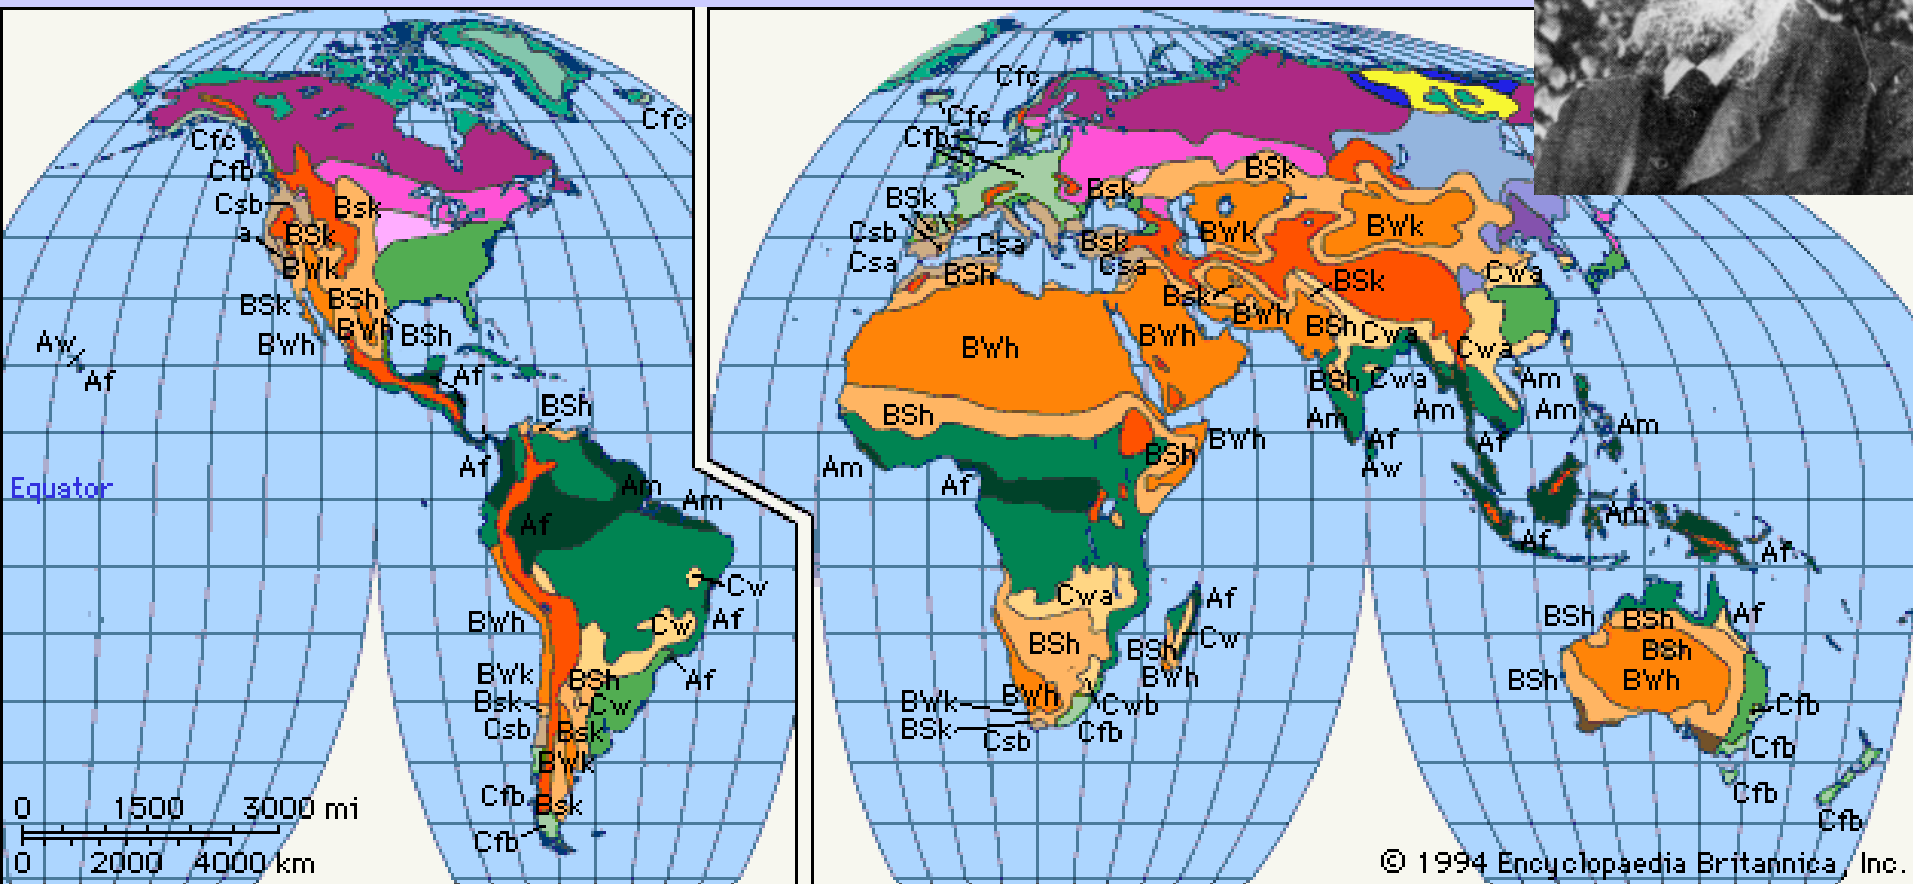 Cfc
Cfc
Cfc
Cfb
Cfb
Csb
Bsk
BSk
a
BWk
BSk
BSh
BWh
BSh
BWh
Aw
Af
Af
BSh
Af
Equator
Am
Am
Af
Cw
BWh
Cw
Af
BWk
BSh
Af
Bsk
Cw
Csb
Bsk
BWk
Cfb
Bsk
Cfb
0 1500 3000 mi
0 2000 4000 km
Cfc
Cfb
BSk
Csb
Csa
Csa
Bsk
Bsk
Csa
BSk
BWk
BWk
BSh
Bsk
BSk
Cwa
BWh
BWh
BWh
BSh
Cwa
Cwa
BSh
BSh
Cwa
Am
Am
Am
Am
Am
BWh
BSh
Af
Af
Aw
Am
Af
Am
Af
Af
Cwa
Af
BSh
BSh
Cw
BWh
BWh
BWk
BSk
Csb
Cwb
Cfb
BSh
BSh
Af
BSh
BSh
BWh
Cfb
Cfb
Cfb
Cfb
© 1994 Encyclopaedia Britannica, Inc.